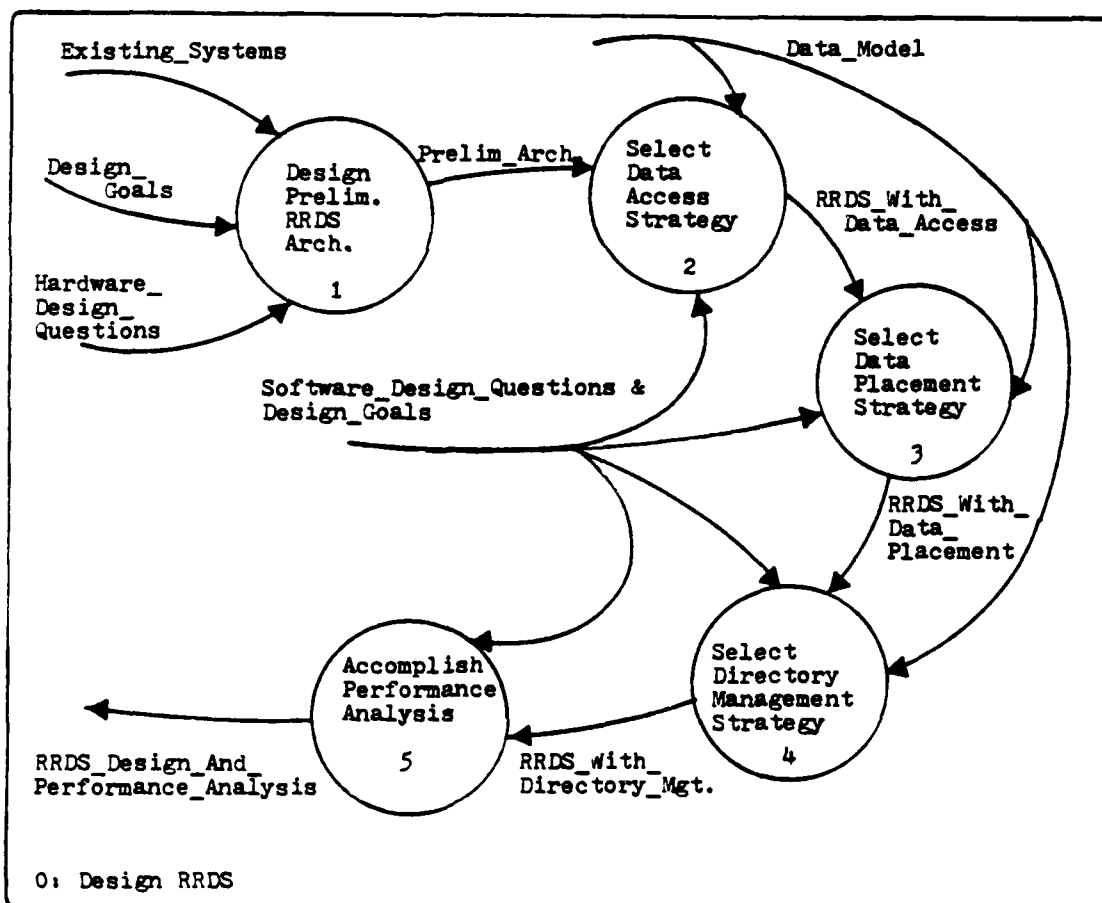 Existing_Systems
Data_Model
Design_
Goals
Prelim_Arch.
Design
Prelim.
RRDS
Arch.
1
Select
Data
Access
Strategy
2
RRDS_With_
Data_Access
Hardware_
Design_
Questions
Select
Data
Placement
Strategy
3
Software_Design_Questions &
Design_Goals
RRDS_With_
Data_
Placement
Accomplish
Performance
Analysis
5
Select
Directory
Management
Strategy
4
RRDS_Design_And_
Performance_Analysis
RRDS_With_
Directory_Mgt.
0: Design RRDS